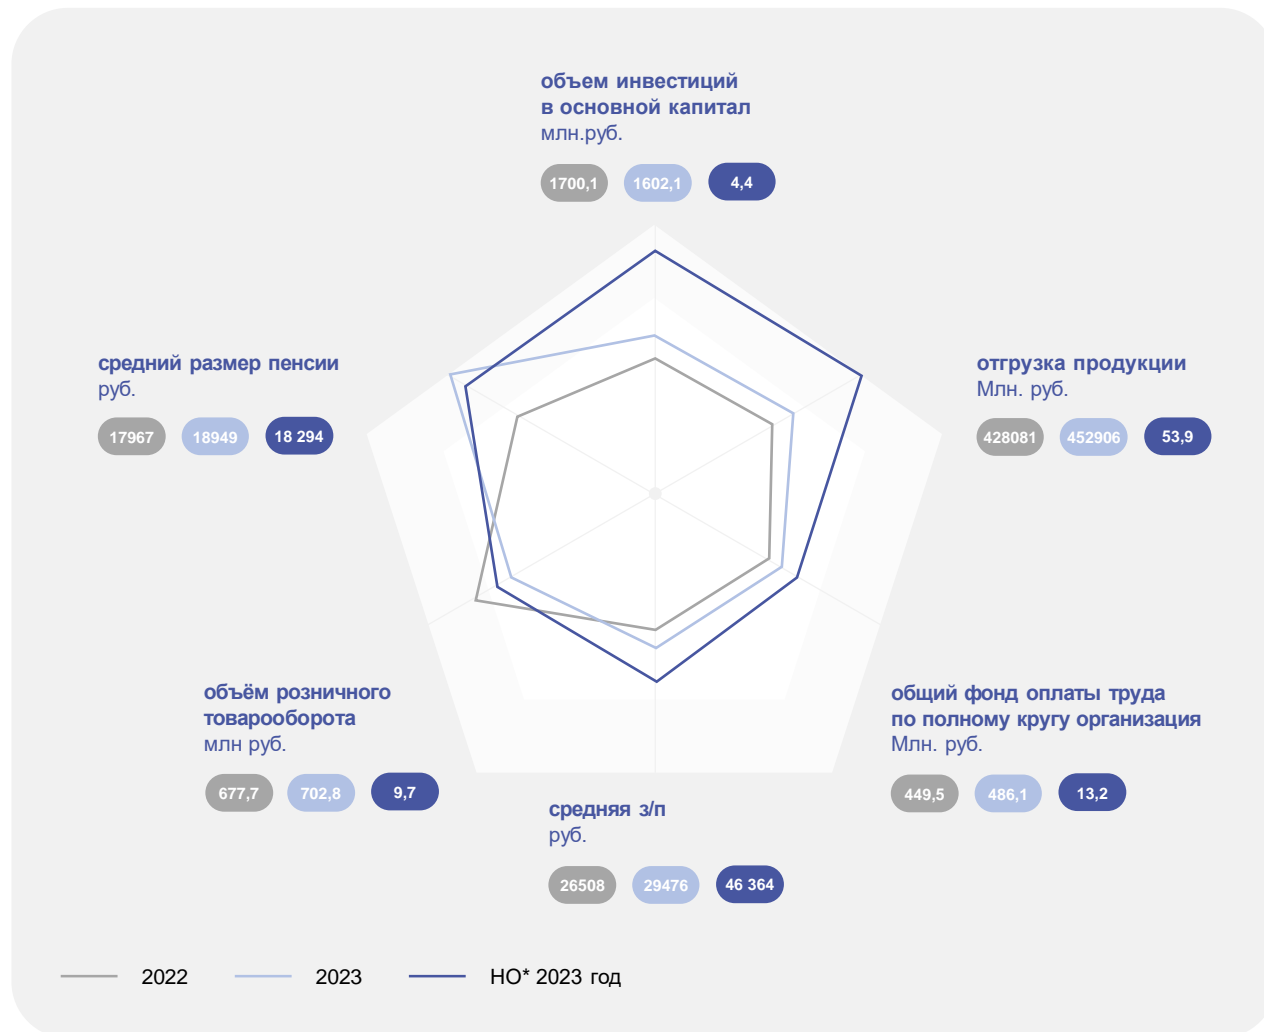 объем инвестиций
в основной капитал
млн.руб.
1700,1 1602,1 4,4
средний размер пенсии
руб.
17967 18949 18 294
отгрузка продукции
Млн. руб.
428081 452906 53,9
объём розничного
товарооборота
млн руб.
677,7 702,8 9,7
общий фонд оплаты труда
по полному кругу организация
Млн. руб.
449,5 486,1 13,2
средняя з/п
руб.
26508 29476 46 364
2022 2023 НО* 2023 год